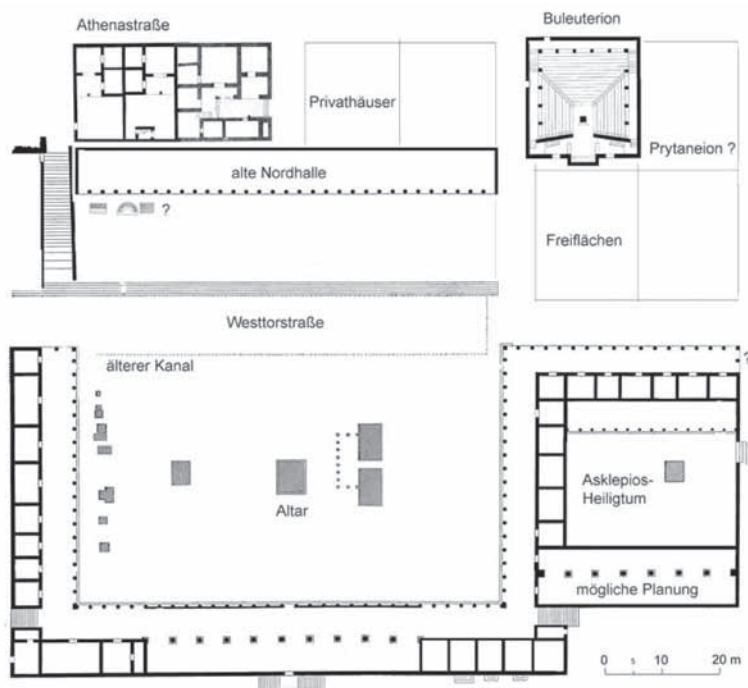 Athenastraße
Buleuterion
Privathäuser
Prytaneion ?
alte Nordhalle
?
Freiflächen
Westtorstraße
älterer Kanal
?
Asklepios-
Heiligtum
Altar
mögliche Planung
0 5 10 20 m